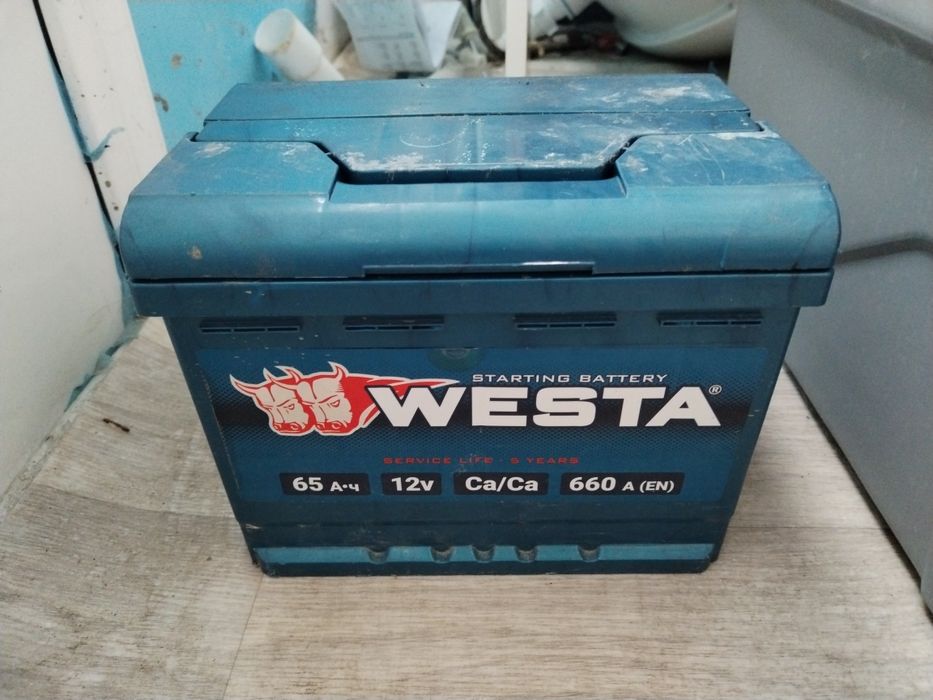 STARTING BATTERY
WESTA®
SERVICE LIFE - 5 YEARS
65 А•ч 12v Ca/Ca 660 A (EN)